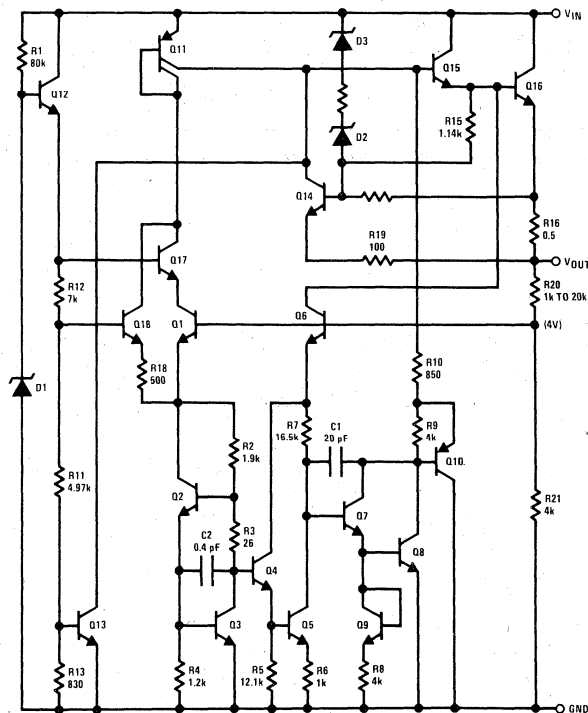 V_IN
R1
80k
D3
Q11
Q15
Q12
Q16
R15
1.14k
D2
Q14
R16
0.5
R19
100
V_OUT
Q17
R12
7k
R20
1k TO 20k
Q18
Q1
Q6
(4V)
R18
500
R10
850
D1
R7
16.5k
C1
20 pF
R9
4k
R2
1.9k
Q10
R11
4.97k
Q2
R21
4k
Q7
R3
26
C2
0.4 pF
Q8
Q4
Q13
Q3
Q5
Q9
R13
830
R4
1.2k
R5
12.1k
R6
1k
R8
4k
GND